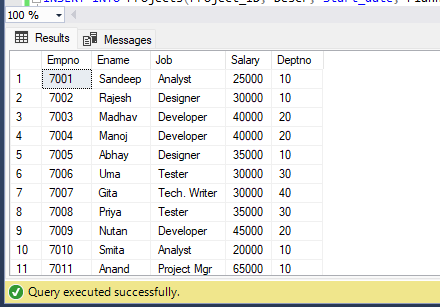 INSERT INTO Projects(Project_ID, Descr, Start_date, Plann
100 %
Results Messages
Empno Ename Job Salary Deptno
1 7001 Sandeep Analyst 25000 10
2 7002 Rajesh Designer 30000 10
3 7003 Madhav Developer 40000 20
4 7004 Manoj Developer 40000 20
5 7005 Abhay Designer 35000 10
6 7006 Uma Tester 30000 30
7 7007 Gita Tech. Writer 30000 40
8 7008 Priya Tester 35000 30
9 7009 Nutan Developer 45000 20
10 7010 Smita Analyst 20000 10
11 7011 Anand Project Mgr 65000 10
Query executed successfully.